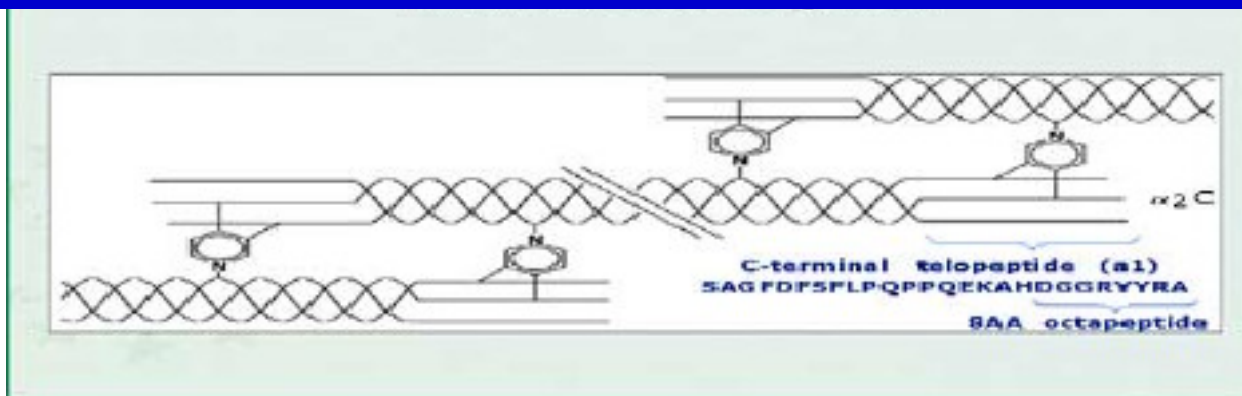 N
N
α2 C
N
N
C-terminal telopeptide (α1)
SAGFDFSFLPQPPQEKAHDGGRYYRA
8AA octapeptide